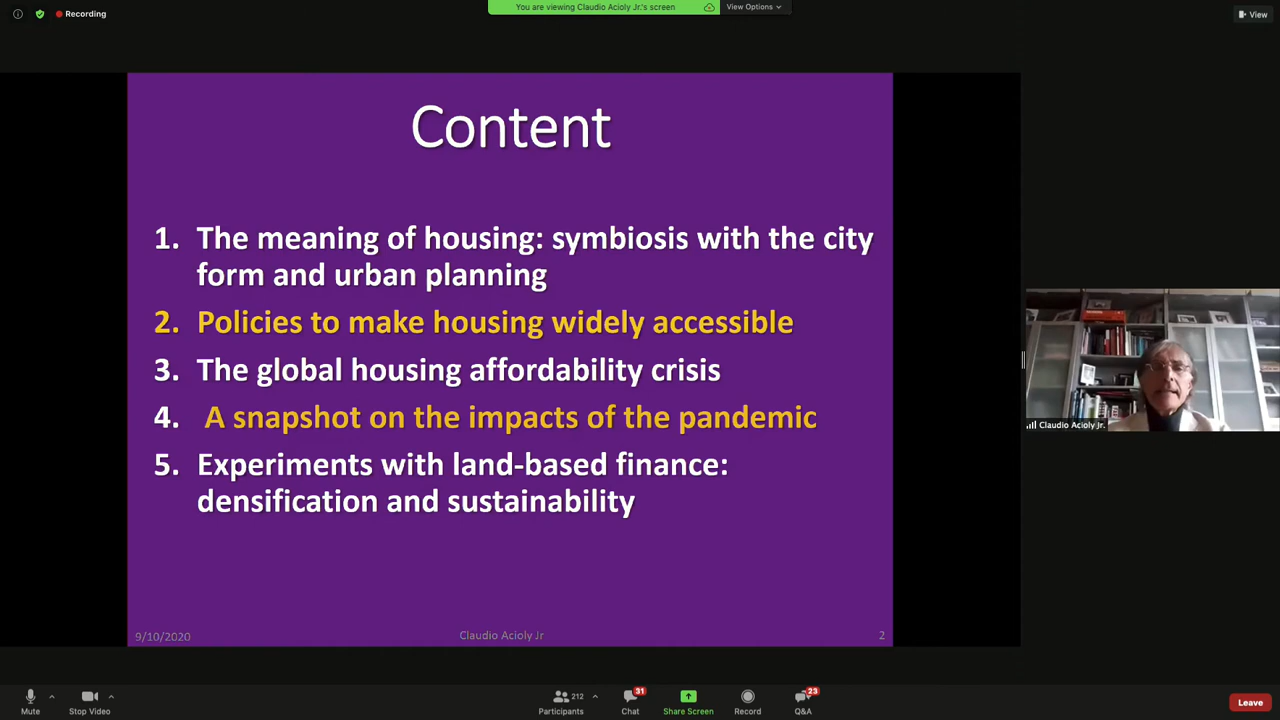 Recording
You are viewing Claudio Acioly Jr.'s screen
View Options
View
Content
1. The meaning of housing: symbiosis with the city
form and urban planning
2. Policies to make housing widely accessible
3. The global housing affordability crisis
4. A snapshot on the impacts of the pandemic
5. Experiments with land-based finance:
densification and sustainability
9/10/2020
Claudio Acioly Jr
2
Claudio Acioly Jr.
Mute
Stop Video
212
Participants
31
Chat
Share Screen
Record
23
Q&A
Leave